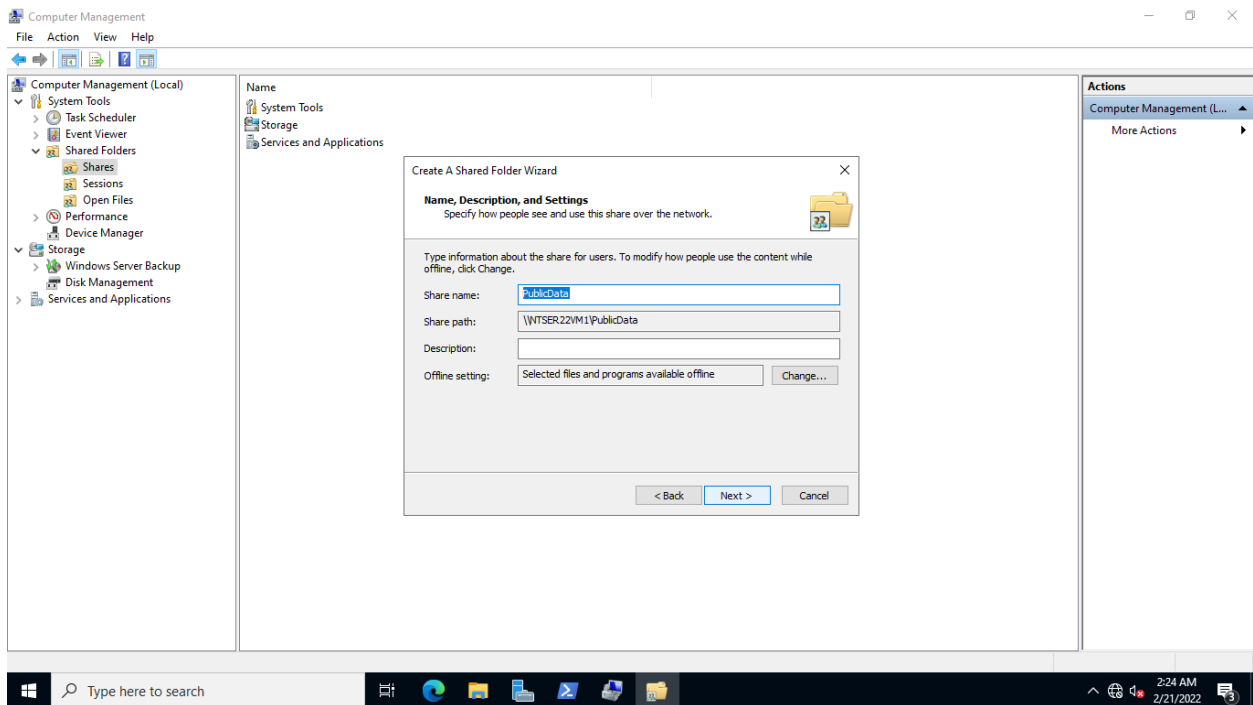 Computer Management
File Action View Help
Computer Management (Local)
System Tools
Task Scheduler
Event Viewer
Shared Folders
Shares
Sessions
Open Files
Performance
Device Manager
Storage
Windows Server Backup
Disk Management
Services and Applications
Name
System Tools
Storage
Services and Applications
Actions
Computer Management (L...
More Actions
Create A Shared Folder Wizard
Name, Description, and Settings
Specify how people see and use this share over the network.
Type information about the share for users. To modify how people use the content while
offline, click Change.
Share name: PublicData
Share path: \\NTSER22VM1\PublicData
Description:
Offline setting: Selected files and programs available offline Change...
< Back Next > Cancel
Type here to search
2:24 AM
2/21/2022
3